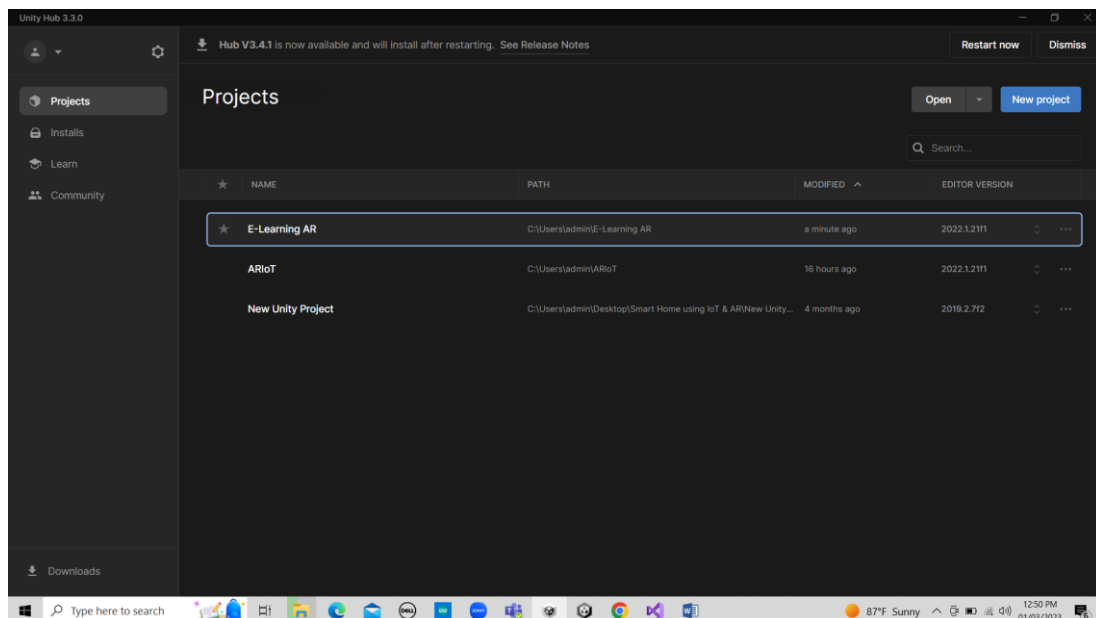 Unity Hub 3.3.0
Hub V3.4.1 is now available and will install after restarting. See Release Notes
Restart now
Dismiss
Projects
Installs
Learn
Community
Downloads
Projects
Open
New project
Search...
NAME PATH MODIFIED EDITOR VERSION
E-Learning AR C:\Users\admin\E-Learning AR a minute ago 2022.1.21f1
ARIoT C:\Users\admin\ARIoT 16 hours ago 2022.1.21f1
New Unity Project C:\Users\admin\Desktop\Smart Home using IoT & AR\New Unity... 4 months ago 2019.2.7f2
Type here to search
DELL
87°F Sunny
12:50 PM
01/03/2023